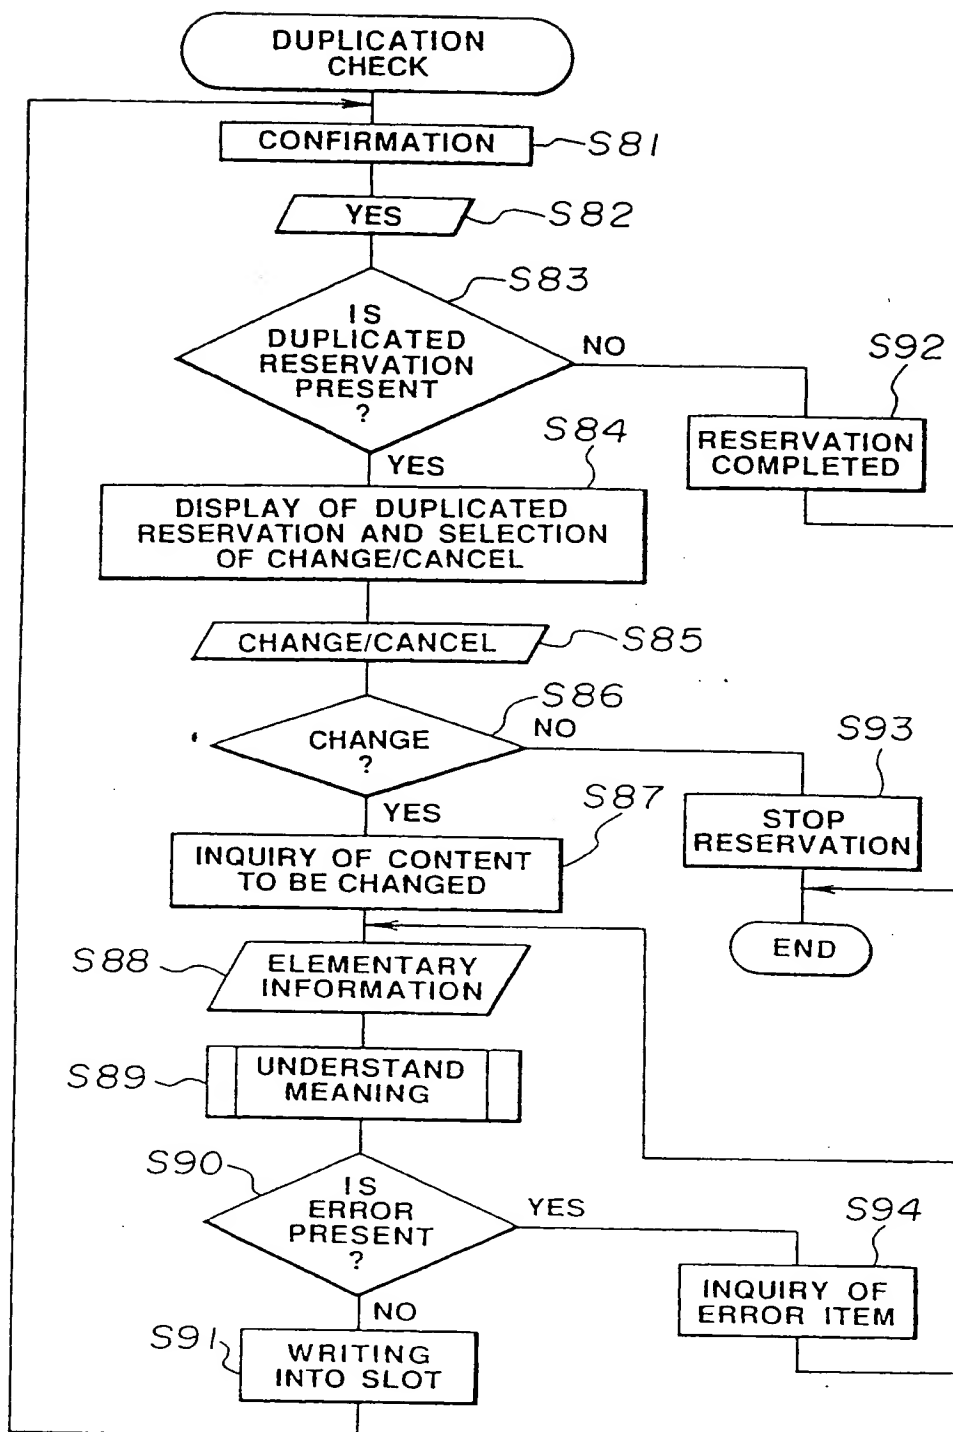 DUPLICATION
CHECK
CONFIRMATION
S81
YES
S82
S83
IS
DUPLICATED
RESERVATION
PRESENT
?
NO
S92
RESERVATION
COMPLETED
YES
S84
DISPLAY OF DUPLICATED
RESERVATION AND SELECTION
OF CHANGE/CANCEL
CHANGE/CANCEL
S85
S86
CHANGE
?
NO
S93
STOP
RESERVATION
END
YES
S87
INQUIRY OF CONTENT
TO BE CHANGED
S88
ELEMENTARY
INFORMATION
S89
UNDERSTAND
MEANING
S90
IS
ERROR
PRESENT
?
YES
S94
INQUIRY OF
ERROR ITEM
NO
S91
WRITING
INTO SLOT